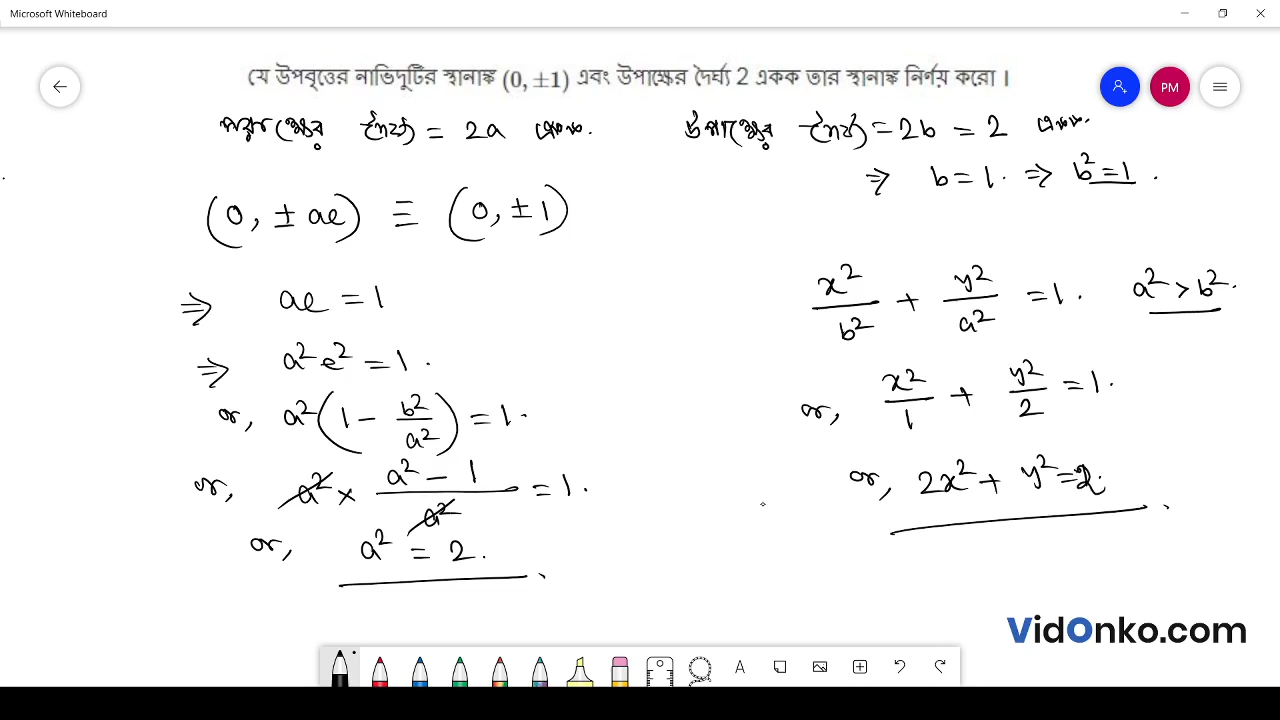 Microsoft Whiteboard
যে উপবৃত্তের নাভিদুটির স্থানাঙ্ক (0, ±1) এবং উপাক্ষের দৈর্ঘ্য 2 একক তার স্থানাঙ্ক নির্ণয় করো ।
PM
পরাক্ষের দৈর্ঘ্য = 2a একক.
উপাক্ষের দৈর্ঘ্য = 2b = 2 একক.
⇒ b = 1. ⇒ b² = 1.
(0, ± ae) ≡ (0, ± 1)
⇒ ae = 1
⇒ a²e² = 1.
or, a²(1 - b²/a²) = 1.
or, a² × (a² - 1)/a² = 1.
or, a² = 2.
x²/b² + y²/a² = 1. a² > b².
or, x²/1 + y²/2 = 1.
or, 2x² + y² = 2.
VidOnko.com
A